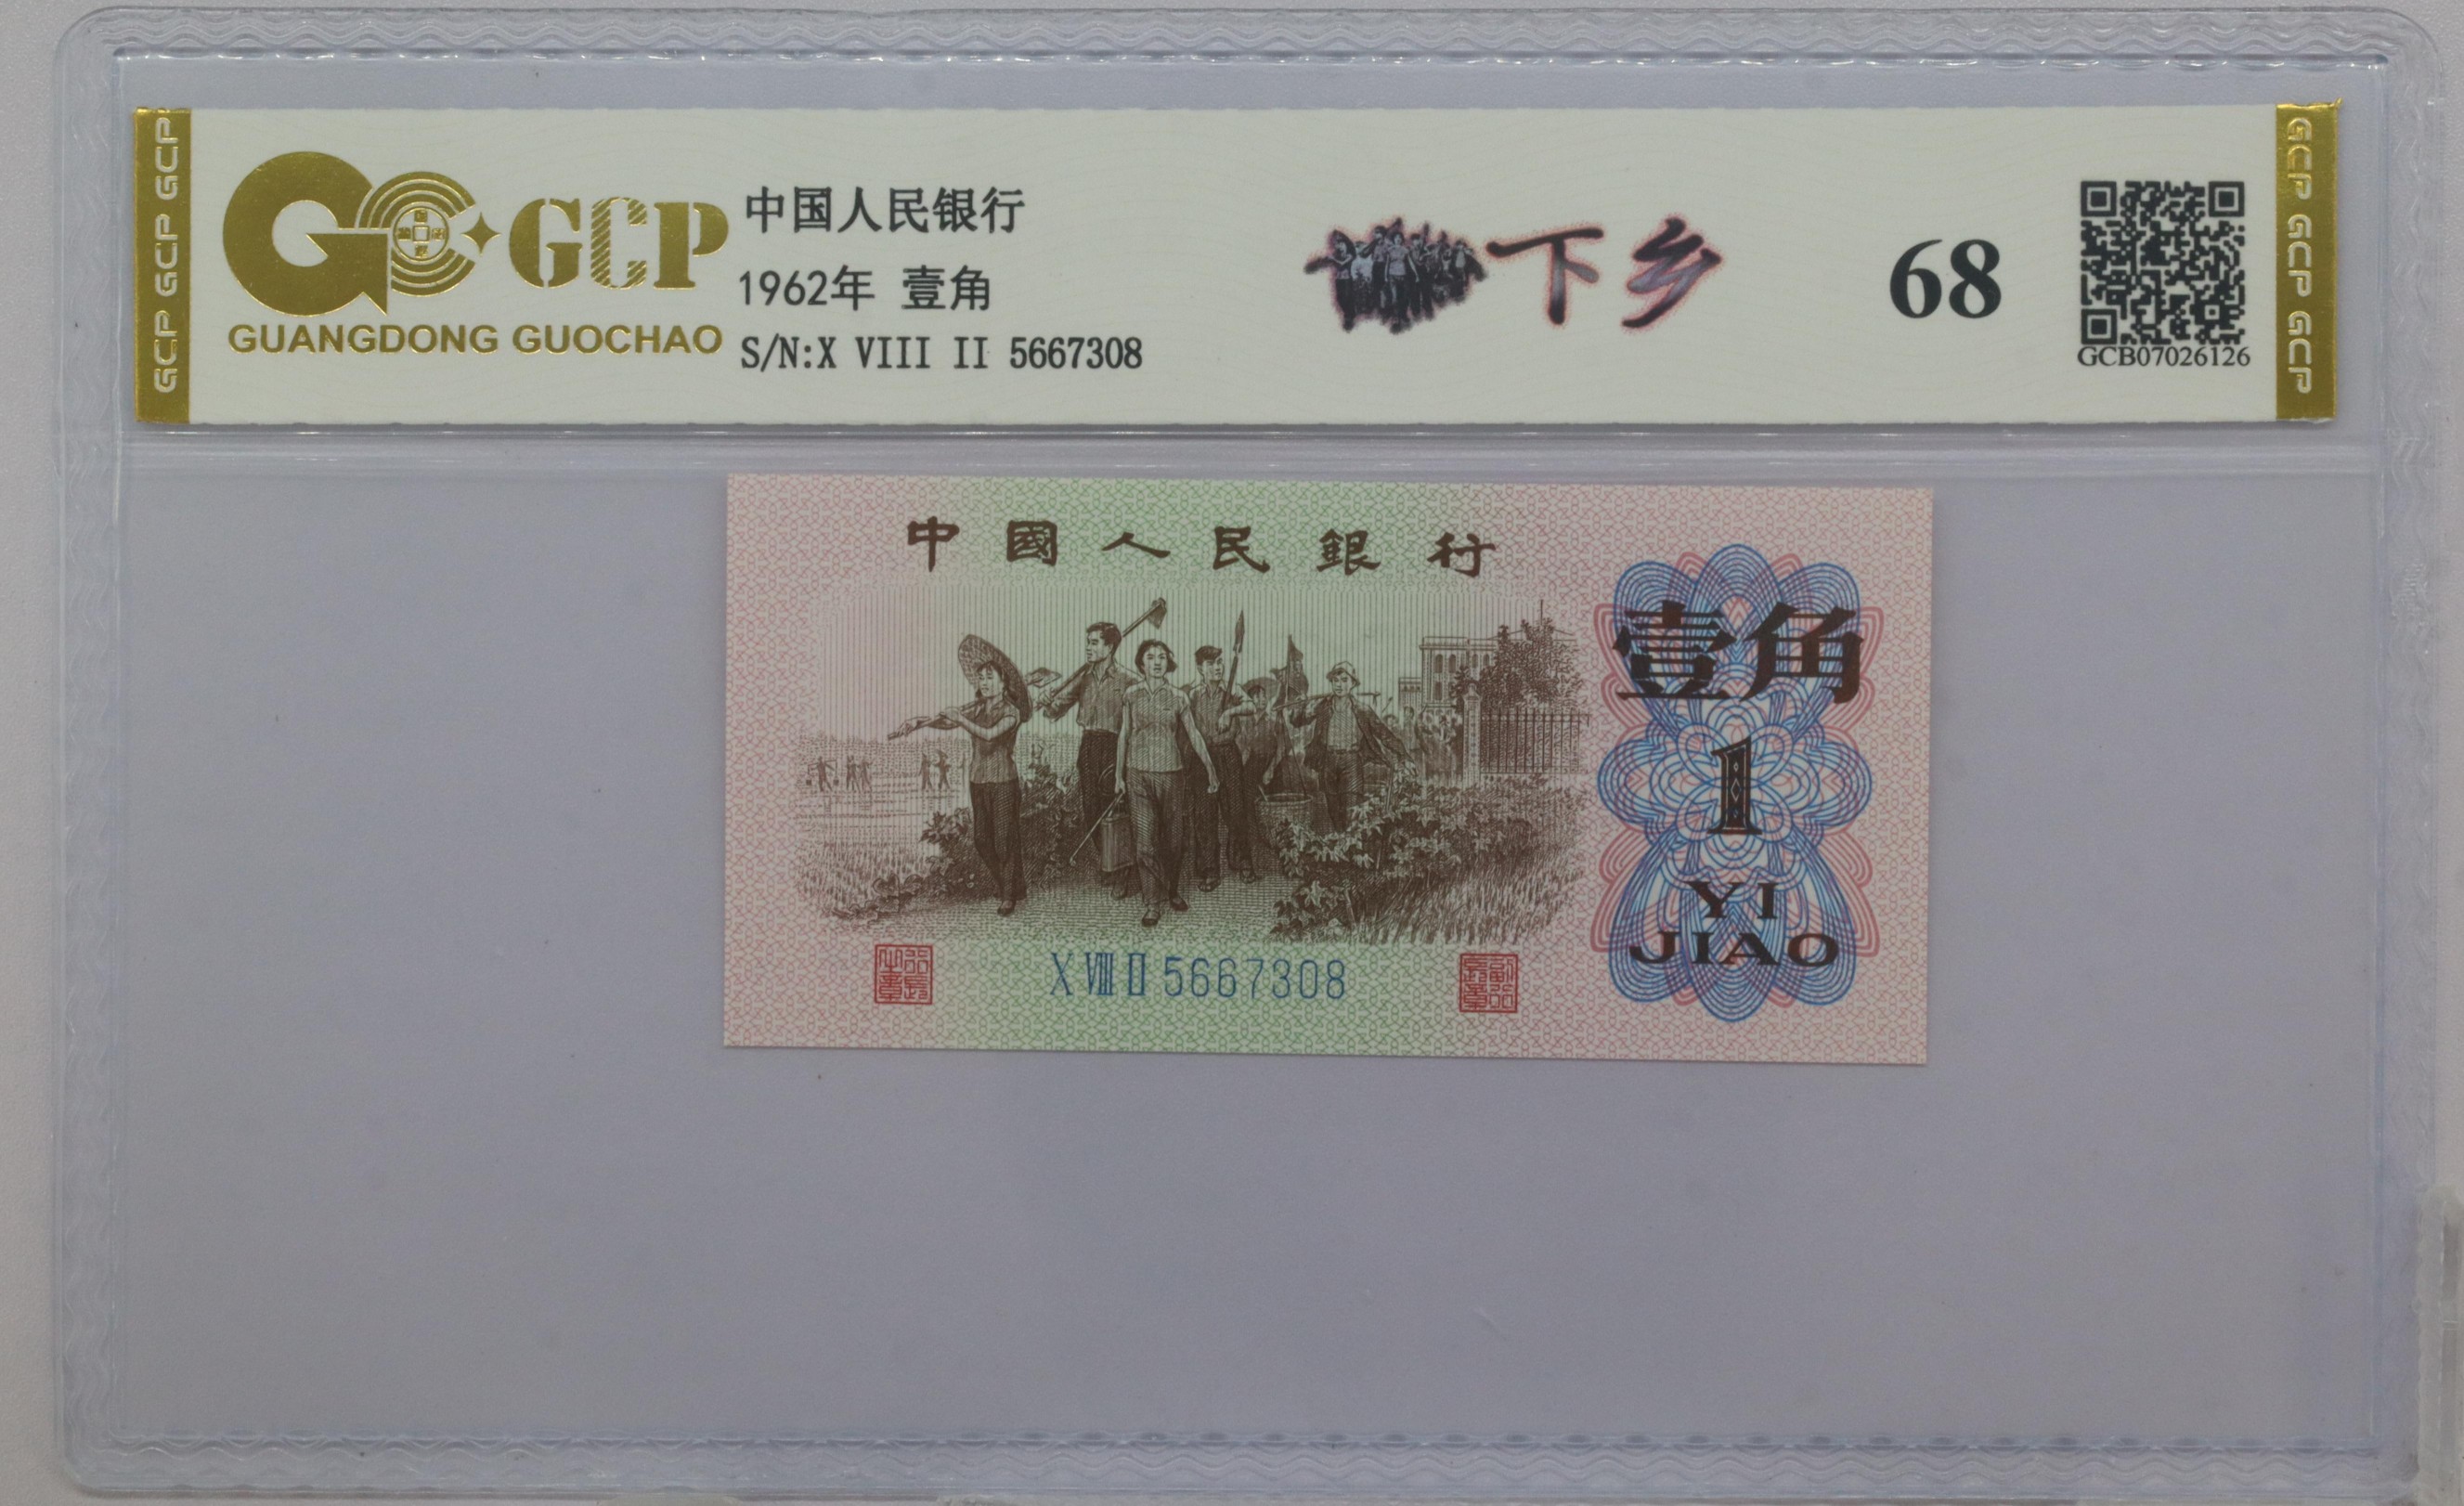 GCP GCP GCP
GCP
GUANGDONG GUOCHAO
中国人民银行
1962年 壹角
S/N:X VIII II 5667308
下乡
68
GCB07026126
GCP GCP GCP
中國人民銀行
壹角
1
YI
JIAO
X VIII II 5667308